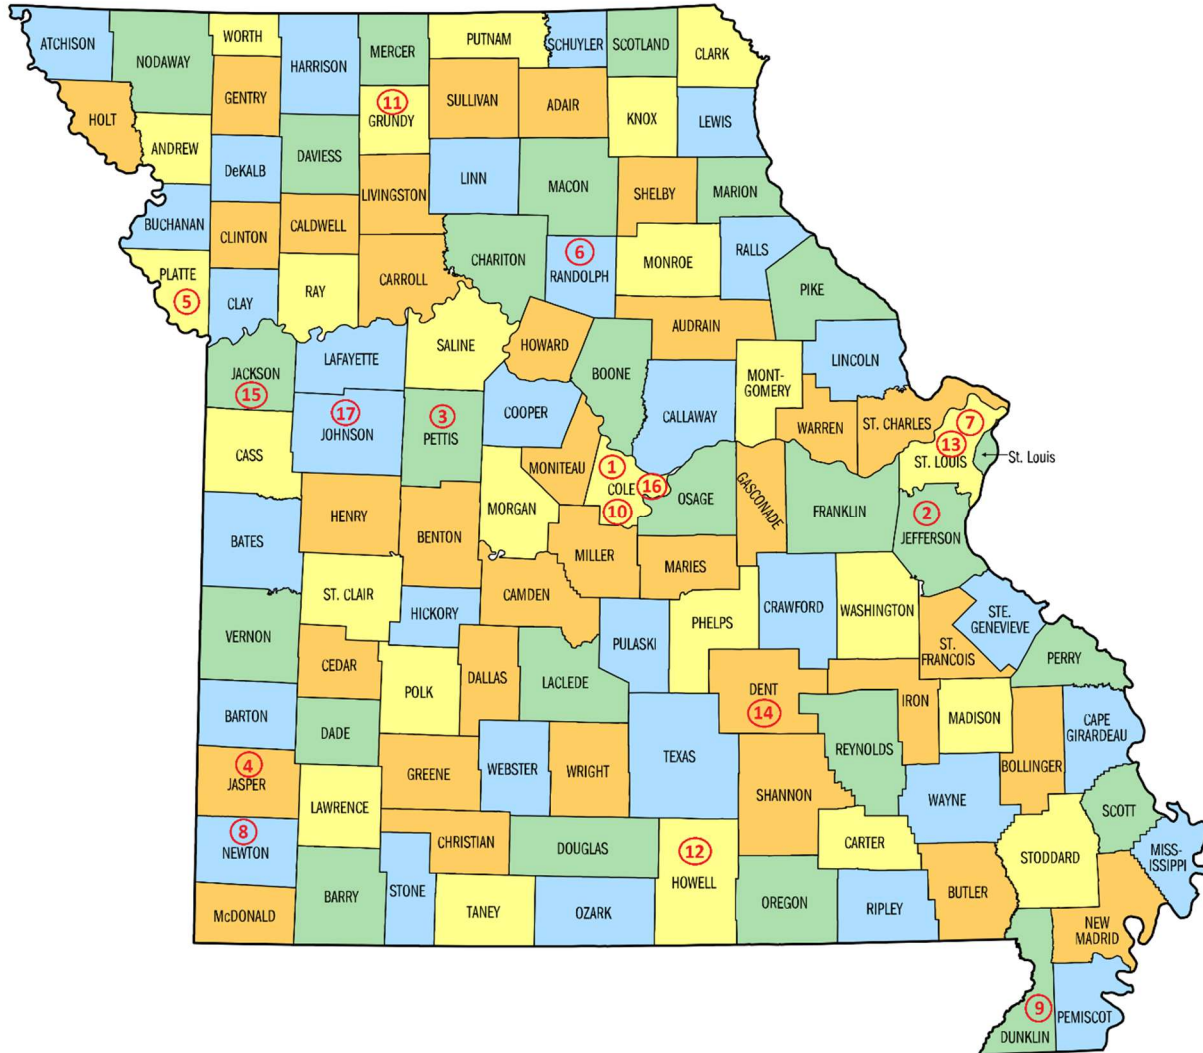 ATCHISON
NODAWAY
WORTH
HARRISON
MERCER
PUTNAM
SCHUYLER
SCOTLAND
CLARK
HOLT
GENTRY
11
GRUNDY
SULLIVAN
ADAIR
KNOX
LEWIS
ANDREW
DeKALB
DAVIESS
LIVINGSTON
LINN
MACON
SHELBY
MARION
BUCHANAN
CLINTON
CALDWELL
CARROLL
CHARITON
6
RANDOLPH
MONROE
RALLS
PIKE
PLATTE
5
CLAY
RAY
SALINE
HOWARD
AUDRAIN
BOONE
MONT-
GOMERY
LINCOLN
JACKSON
15
LAFAYETTE
17
JOHNSON
3
PETTIS
COOPER
CALLAWAY
WARREN
ST. CHARLES
7
13
ST. LOUIS
St. Louis
CASS
HENRY
BENTON
MORGAN
MONITEAU
1
COLE
16
10
OSAGE
GASCONADE
FRANKLIN
2
JEFFERSON
BATES
ST. CLAIR
HICKORY
CAMDEN
MILLER
MARIES
PHELPS
CRAWFORD
WASHINGTON
STE.
GENEVIEVE
ST.
FRANCOIS
PERRY
VERNON
CEDAR
POLK
DALLAS
LACLEDE
PULASKI
DENT
14
IRON
MADISON
CAPE
GIRARDEAU
BARTON
DADE
GREENE
WEBSTER
WRIGHT
TEXAS
REYNOLDS
BOLLINGER
4
JASPER
LAWRENCE
SHANNON
WAYNE
SCOTT
8
NEWTON
CHRISTIAN
DOUGLAS
12
HOWELL
CARTER
STODDARD
MISS-
ISSIPPI
McDONALD
BARRY
STONE
TANEY
OZARK
OREGON
RIPLEY
BUTLER
NEW
MADRID
9
DUNKLIN
PEMISCOT